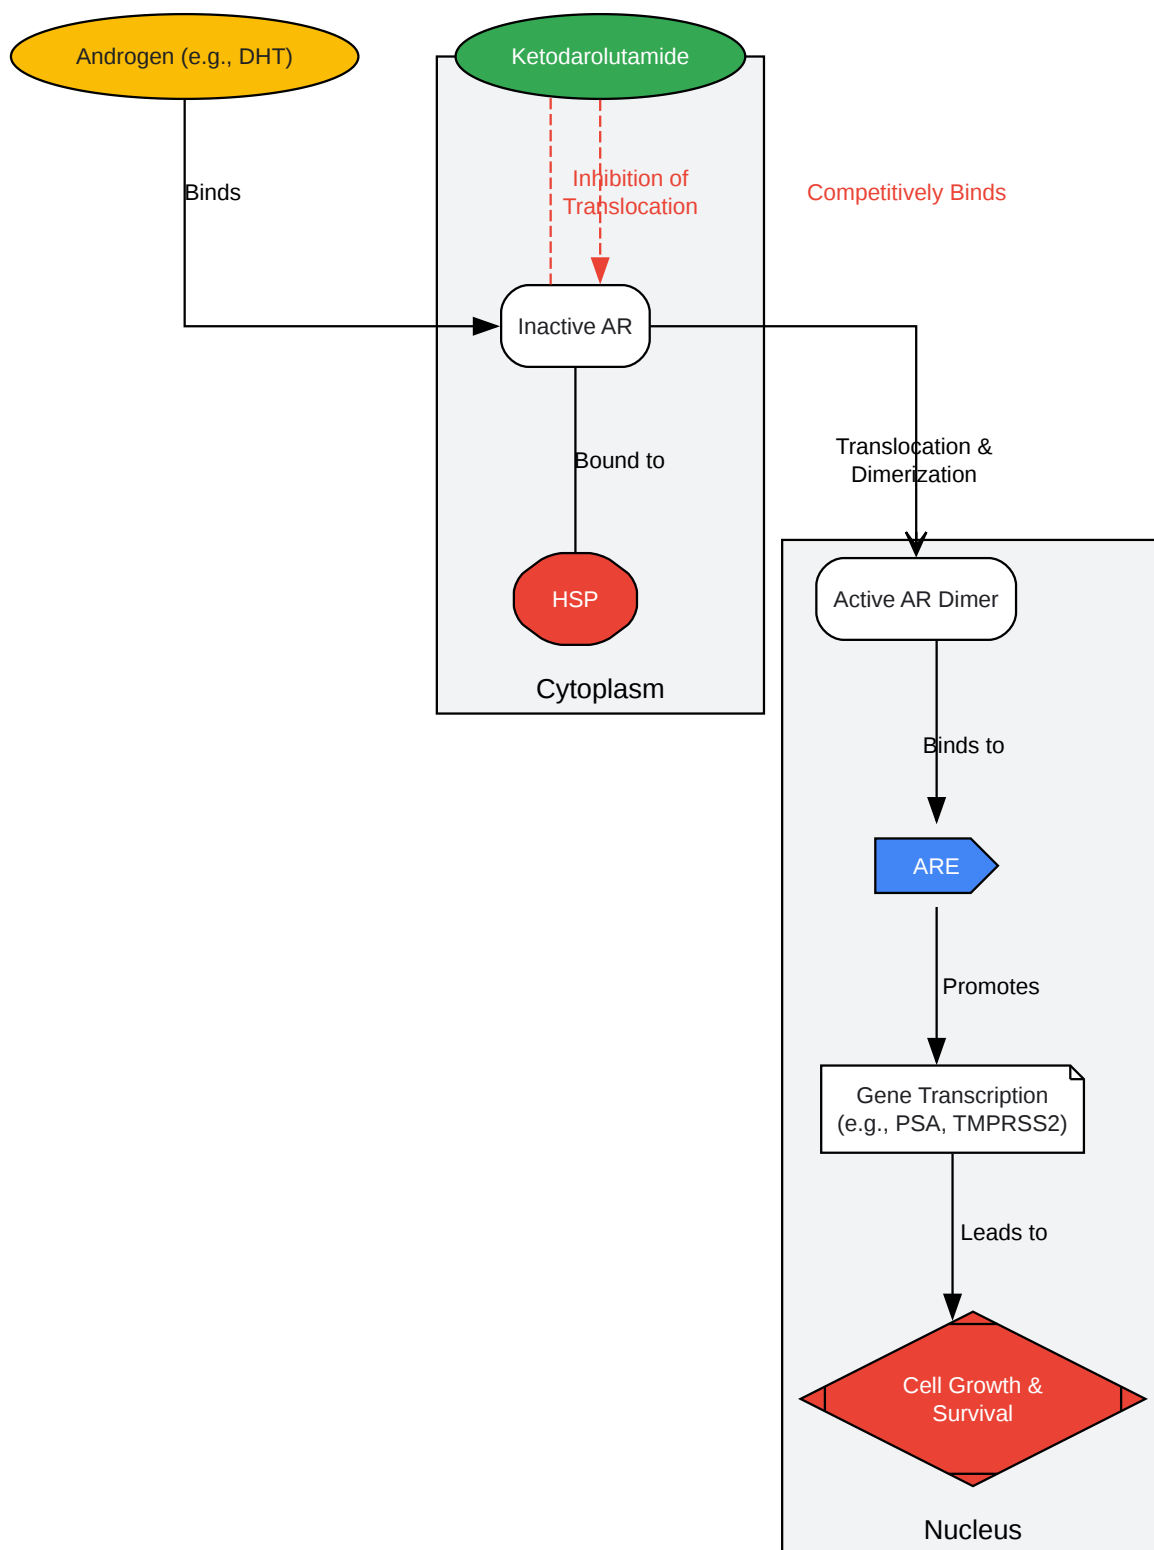 Androgen (e.g., DHT)
Ketodarolutamide
Binds
Inhibition of
Translocation
Competitively Binds
Inactive AR
Bound to
Translocation &
Dimerization
HSP
Active AR Dimer
Cytoplasm
Binds to
ARE
Promotes
Gene Transcription
(e.g., PSA, TMPRSS2)
Leads to
Cell Growth &
Survival
Nucleus